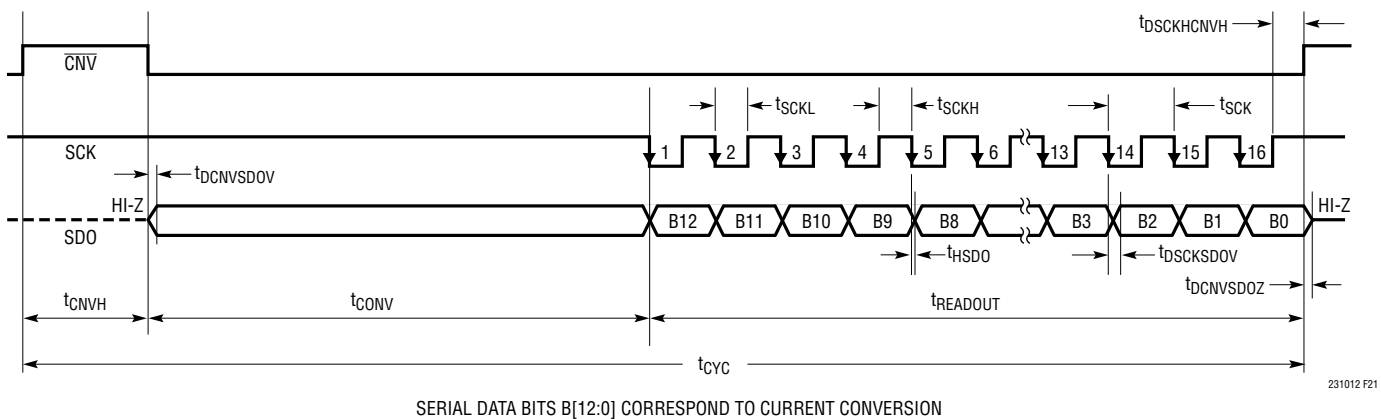 tDSCKHCNVH
CNV
tSCKL
tSCKH
tSCK
SCK
1 2 3 4 5 6 13 14 15 16
tDCNVSDOV
HI-Z
SDO
B12 B11 B10 B9 B8 B3 B2 B1 B0
HI-Z
tHSDO
tDSCKSDOV
tDCNVSDOZ
tCNVH
tCONV
tREADOUT
tCYC
231012 F21
SERIAL DATA BITS B[12:0] CORRESPOND TO CURRENT CONVERSION